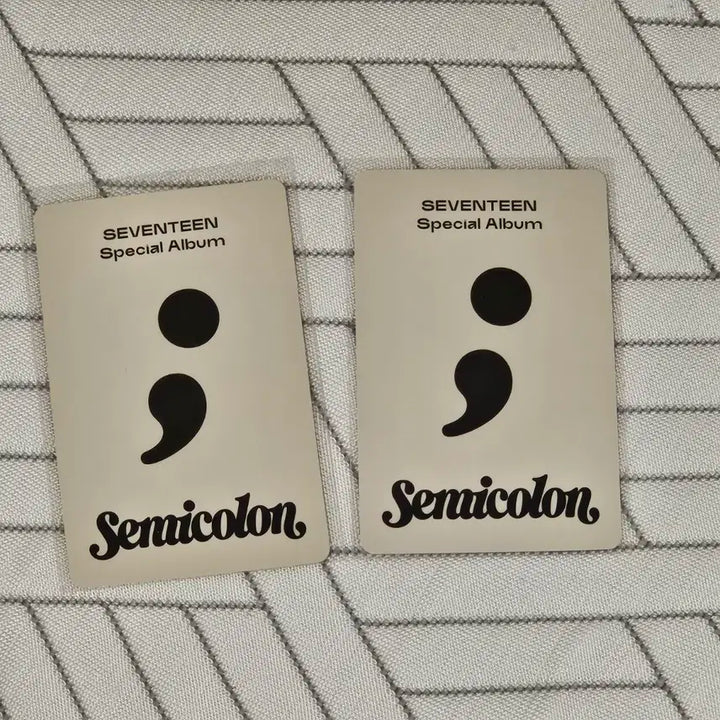 SEVENTEEN
Special Album
;
Semicolon
SEVENTEEN
Special Album
;
Semicolon